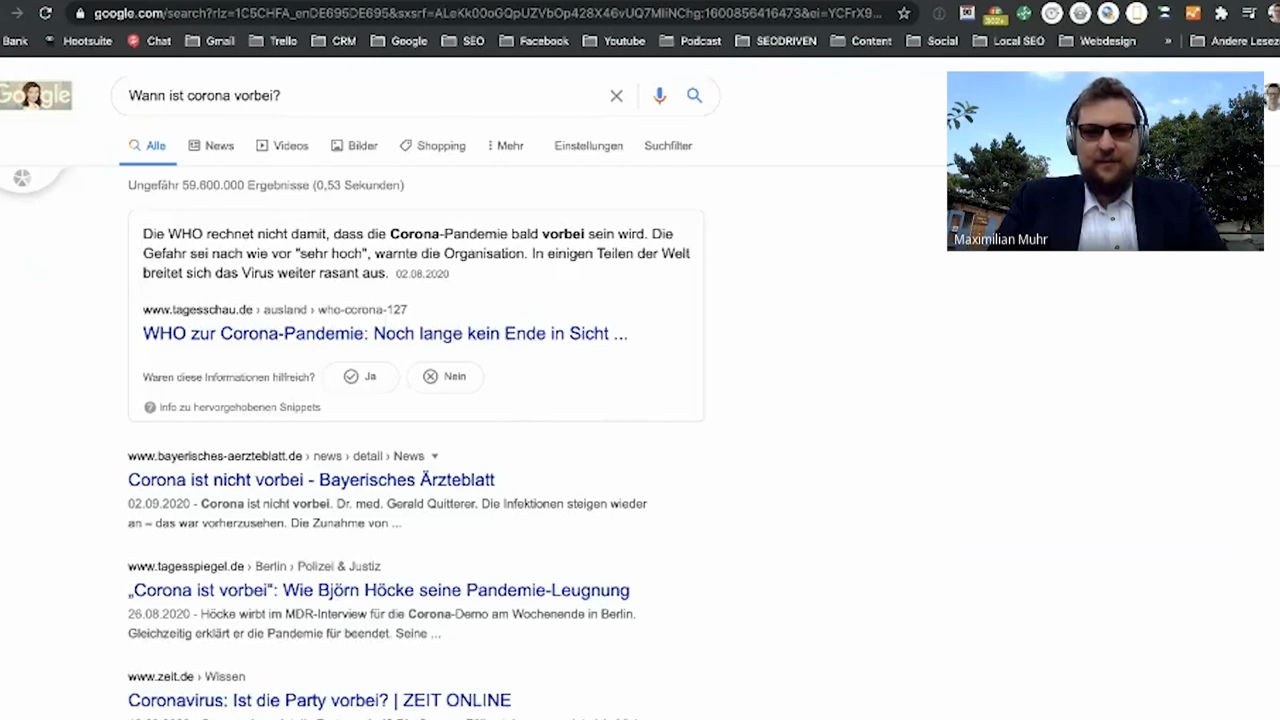 google.com/search?rlz=1C5CHFA_enDE695DE695&sxsrf=ALeKk00oGQpUZVbOp428X46vUQ7MIiNChg:1600856416473&ei=YCFrX9...
Bank Hootsuite Chat Gmail Trello CRM Google SEO Facebook Youtube Podcast SEODRIVEN Content Social Local SEO Webdesign » Andere Lesez
Google
Wann ist corona vorbei?
Alle News Videos Bilder Shopping Mehr Einstellungen Suchfilter
Ungefähr 59.600.000 Ergebnisse (0,53 Sekunden)
Die WHO rechnet nicht damit, dass die Corona-Pandemie bald vorbei sein wird. Die
Gefahr sei nach wie vor "sehr hoch", warnte die Organisation. In einigen Teilen der Welt
breitet sich das Virus weiter rasant aus. 02.08.2020
www.tagesschau.de › ausland › who-corona-127
WHO zur Corona-Pandemie: Noch lange kein Ende in Sicht ...
Waren diese Informationen hilfreich? Ja Nein
Info zu hervorgehobenen Snippets
www.bayerisches-aerzteblatt.de › news › detail › News
Corona ist nicht vorbei - Bayerisches Ärzteblatt
02.09.2020 - Corona ist nicht vorbei. Dr. med. Gerald Quitterer. Die Infektionen steigen wieder
an – das war vorherzusehen. Die Zunahme von ...
www.tagesspiegel.de › Berlin › Polizei & Justiz
„Corona ist vorbei“: Wie Björn Höcke seine Pandemie-Leugnung
26.08.2020 - Höcke wirbt im MDR-Interview für die Corona-Demo am Wochenende in Berlin.
Gleichzeitig erklärt er die Pandemie für beendet. Seine ...
www.zeit.de › Wissen
Coronavirus: Ist die Party vorbei? | ZEIT ONLINE
Maximilian Muhr